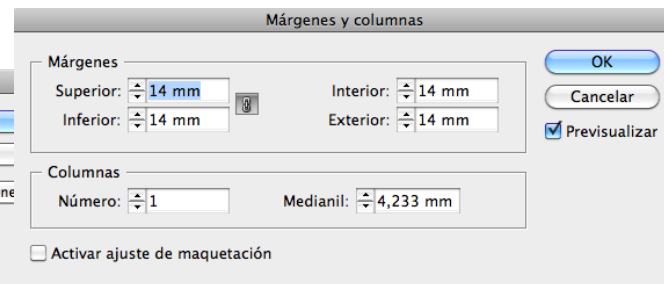 Márgenes y columnas
Márgenes
Superior: 14 mm Interior: 14 mm
Inferior: 14 mm Exterior: 14 mm
Columnas
Número: 1 Medianil: 4,233 mm
Activar ajuste de maquetación
OK
Cancelar
Previsualizar
ne